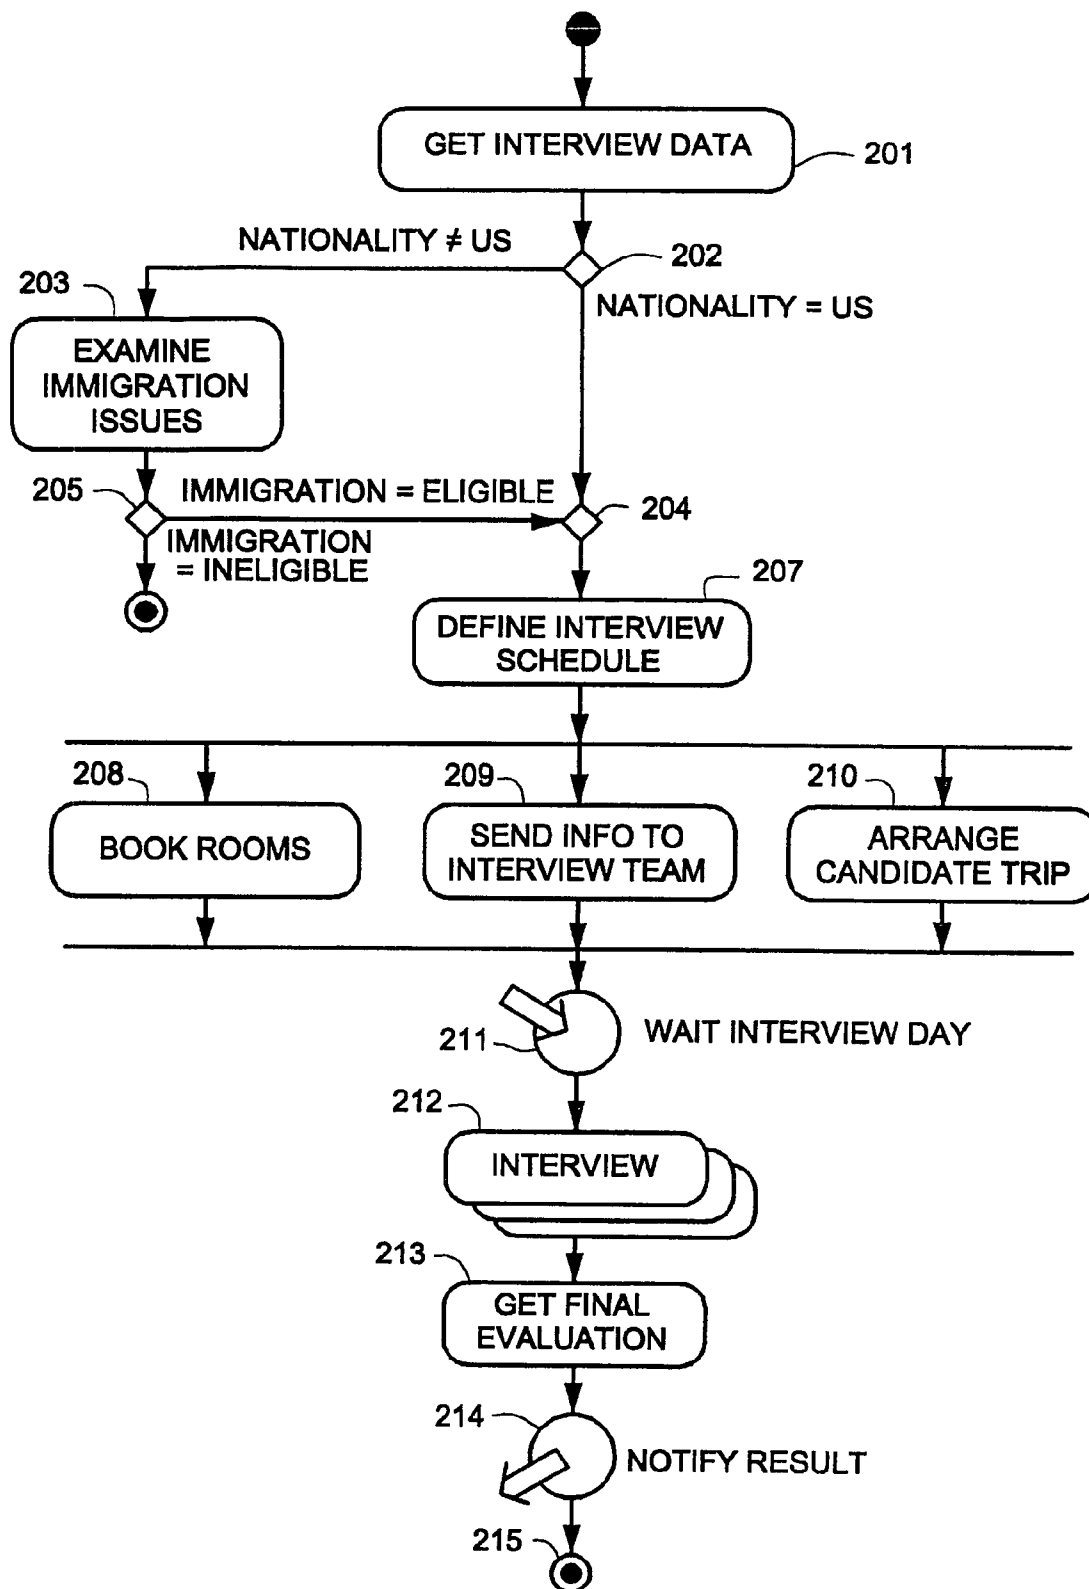 GET INTERVIEW DATA
201
NATIONALITY ≠ US
202
203
NATIONALITY = US
EXAMINE
IMMIGRATION
ISSUES
205
IMMIGRATION = ELIGIBLE
204
IMMIGRATION
= INELIGIBLE
207
DEFINE INTERVIEW
SCHEDULE
208
209
210
BOOK ROOMS
SEND INFO TO
INTERVIEW TEAM
ARRANGE
CANDIDATE TRIP
211
WAIT INTERVIEW DAY
212
INTERVIEW
213
GET FINAL
EVALUATION
214
NOTIFY RESULT
215